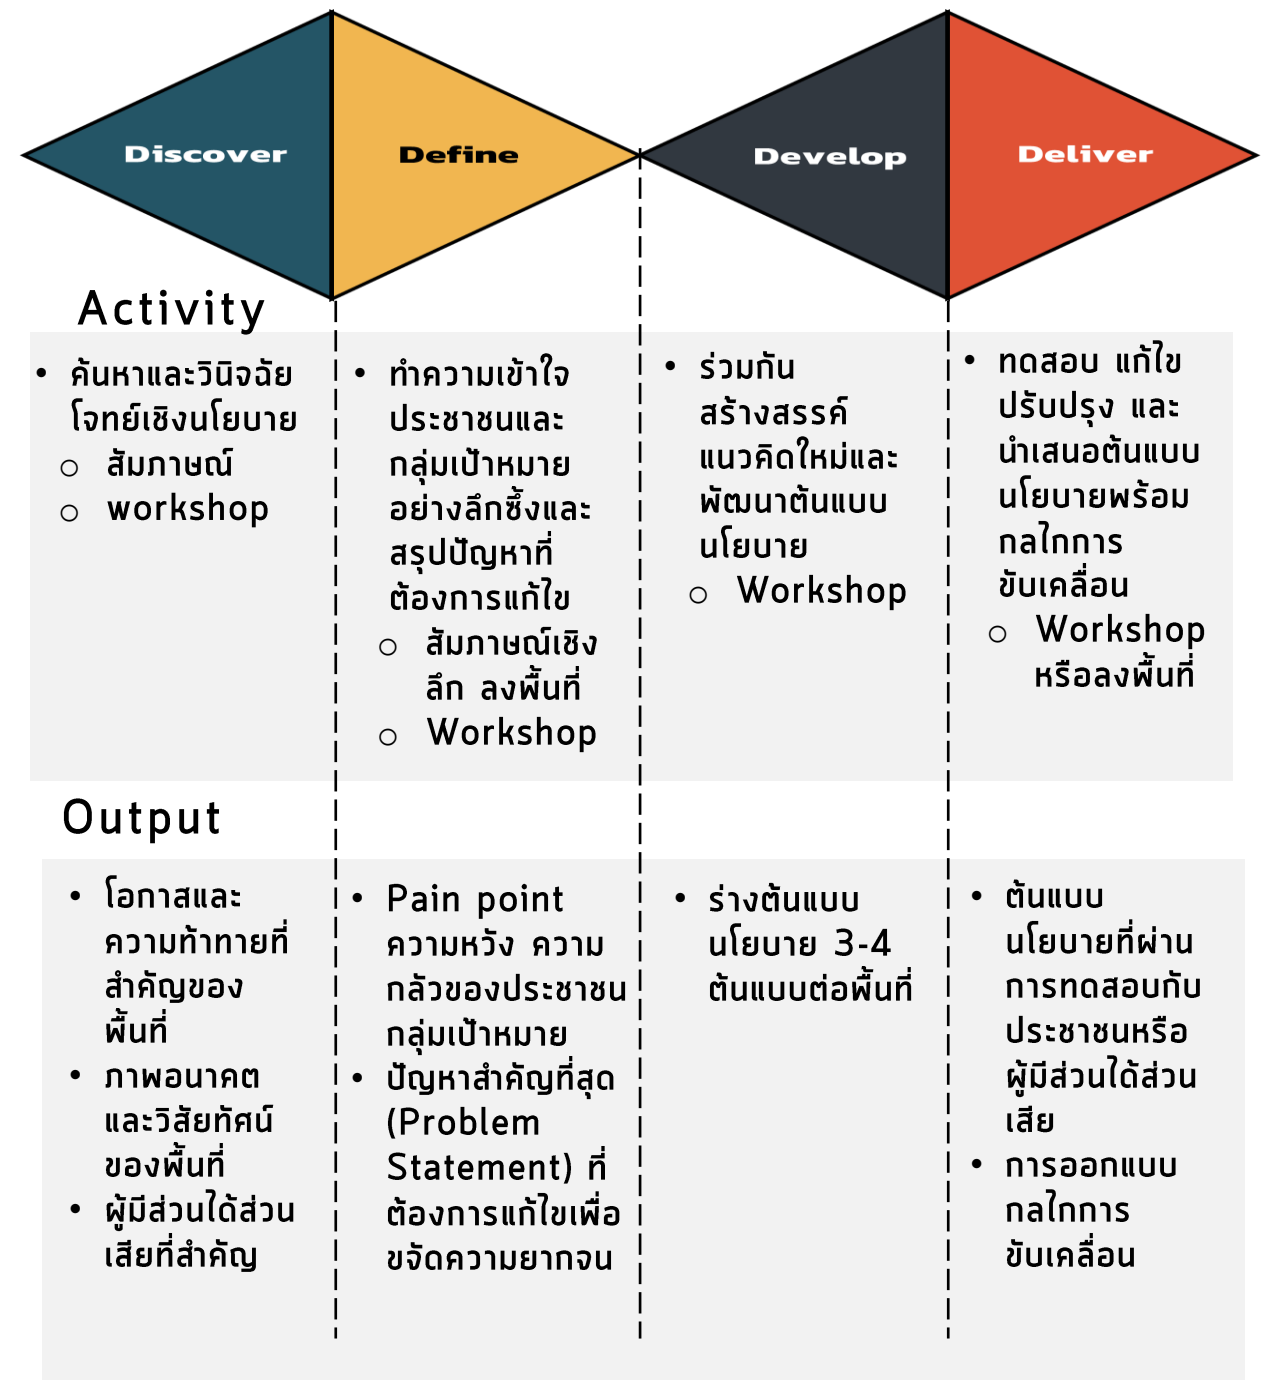 Discover
Define
Develop
Deliver
Activity
• ค้นหาและวินิจฉัย
โจทย์เชิงนโยบาย
○ สัมภาษณ์
○ workshop
• ทำความเข้าใจ
ประชาชนและ
กลุ่มเป้าหมาย
อย่างลึกซึ้งและ
สรุปปัญหาที่
ต้องการแก้ไข
○ สัมภาษณ์เชิง
ลึก ลงพื้นที่
○ Workshop
• ร่วมกัน
สร้างสรรค์
แนวคิดใหม่และ
พัฒนาต้นแบบ
นโยบาย
○ Workshop
• ทดสอบ แก้ไข
ปรับปรุง และ
นำเสนอต้นแบบ
นโยบายพร้อม
กลไกการ
ขับเคลื่อน
○ Workshop
หรือลงพื้นที่
Output
• โอกาสและ
ความท้าทายที่
สำคัญของ
พื้นที่
• ภาพอนาคต
และวิสัยทัศน์
ของพื้นที่
• ผู้มีส่วนได้ส่วน
เสียที่สำคัญ
• Pain point
ความหวัง ความ
กลัวของประชาชน
กลุ่มเป้าหมาย
• ปัญหาสำคัญที่สุด
(Problem
Statement) ที่
ต้องการแก้ไขเพื่อ
ขจัดความยากจน
• ร่างต้นแบบ
นโยบาย 3-4
ต้นแบบต่อพื้นที่
• ต้นแบบ
นโยบายที่ผ่าน
การทดสอบกับ
ประชาชนหรือ
ผู้มีส่วนได้ส่วน
เสีย
• การออกแบบ
กลไกการ
ขับเคลื่อน